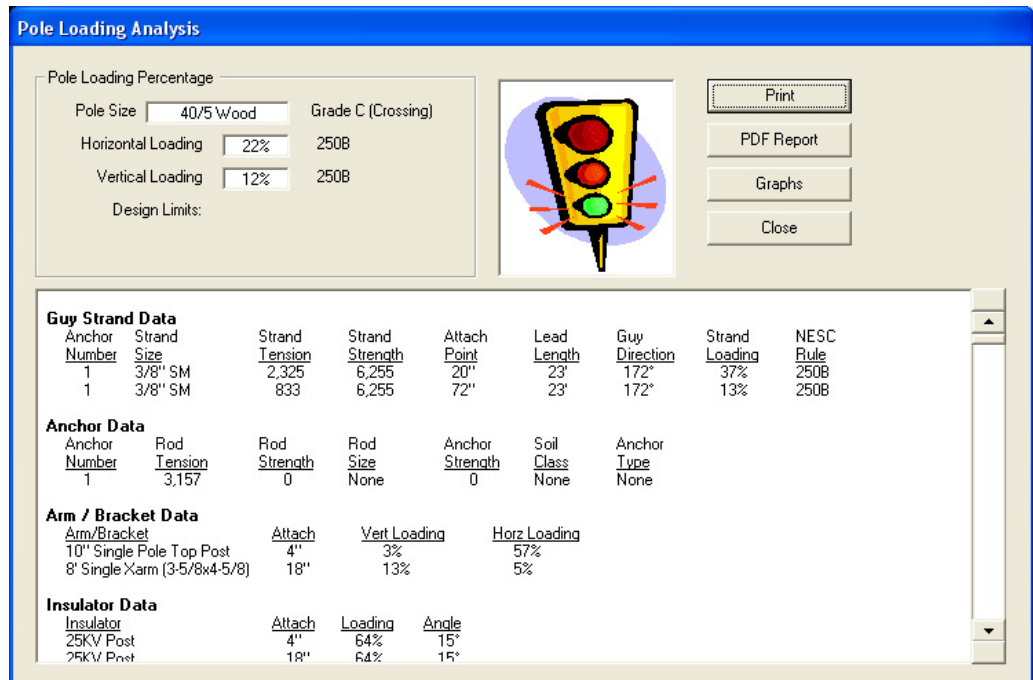 Pole Loading Analysis
Pole Loading Percentage
Pole Size 40/5 Wood Grade C (Crossing)
Horizontal Loading 22% 250B
Vertical Loading 12% 250B
Design Limits:
Print
PDF Report
Graphs
Close
Guy Strand Data
Anchor Strand Strand Strand Attach Lead Guy Strand NESC
Number Size Tension Strength Point Length Direction Loading Rule
1 3/8" SM 2,325 6,255 20" 23' 172° 37% 250B
1 3/8" SM 833 6,255 72" 23' 172° 13% 250B
Anchor Data
Anchor Rod Rod Rod Anchor Soil Anchor
Number Tension Strength Size Strength Class Type
1 3,157 0 None 0 None None
Arm / Bracket Data
Arm/Bracket Attach Vert Loading Horz Loading
10" Single Pole Top Post 4" 3% 57%
8' Single Xarm (3-5/8x4-5/8) 18" 13% 5%
Insulator Data
Insulator Attach Loading Angle
25KV Post 4" 64% 15°
25KV Post 18" 64% 15°